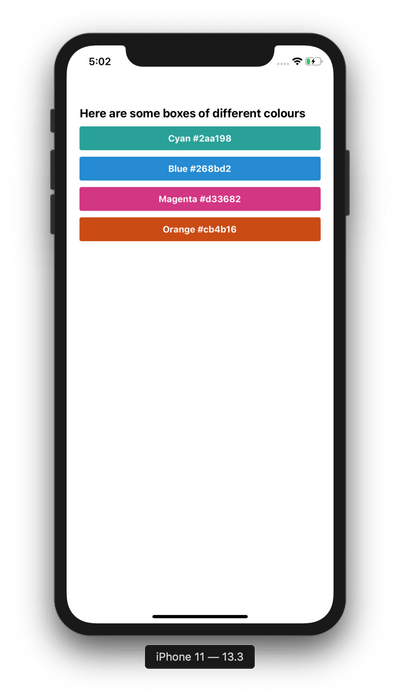 5:02
Here are some boxes of different colours
Cyan #2aa198
Blue #268bd2
Magenta #d33682
Orange #cb4b16
iPhone 11 — 13.3